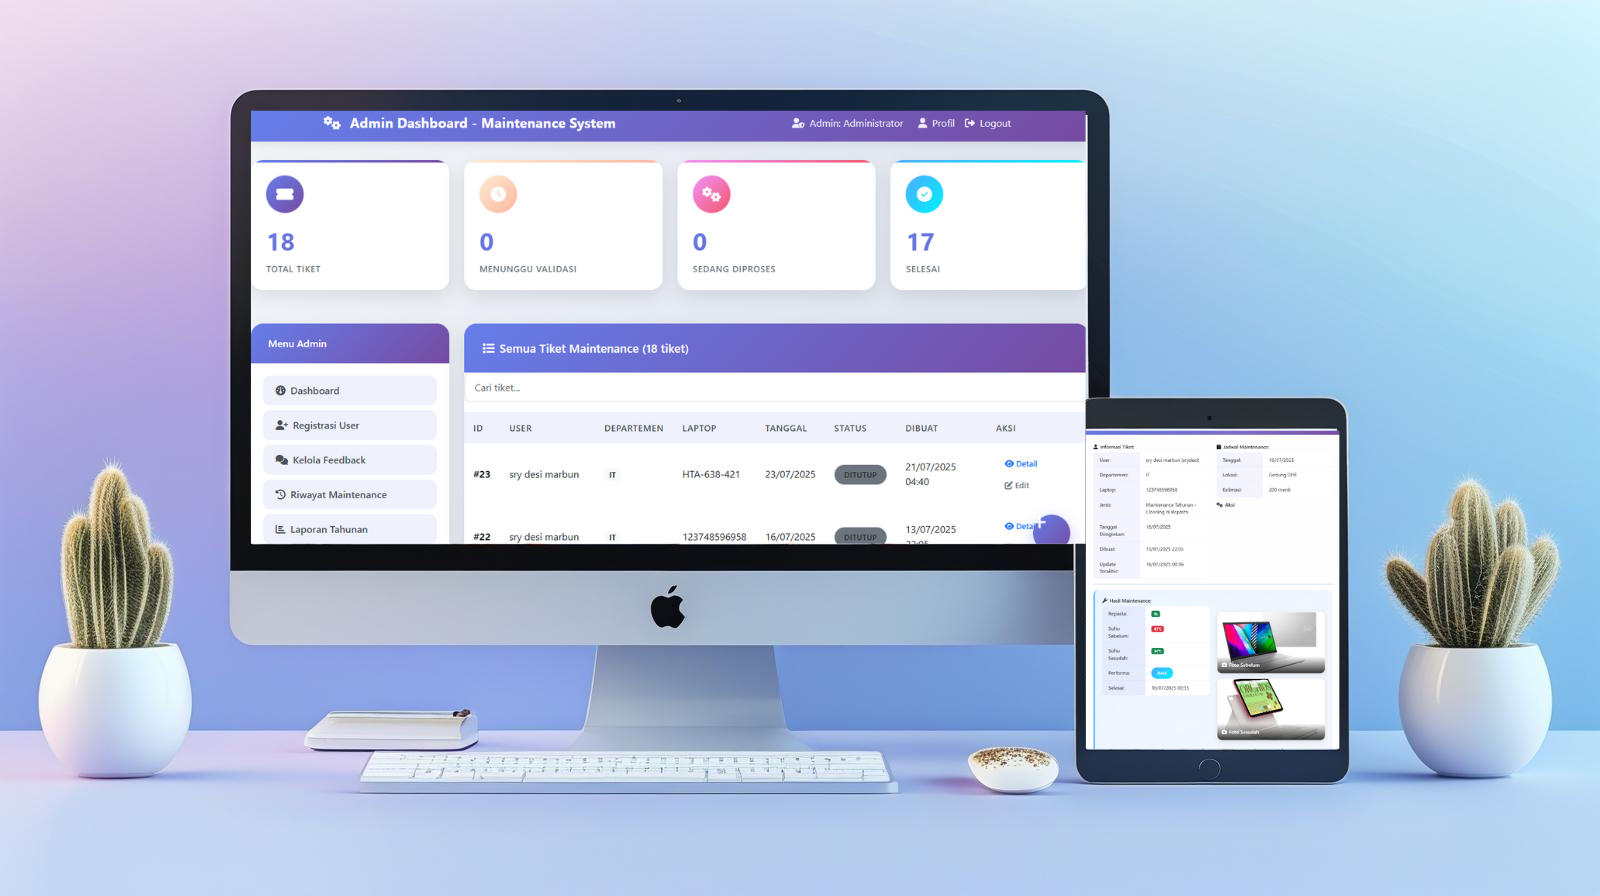 Admin Dashboard - Maintenance System
Admin: Administrator Profil Logout
18
TOTAL TIKET
0
MENUNGGU VALIDASI
0
SEDANG DIPROSES
17
SELESAI
Menu Admin
Dashboard
Registrasi User
Kelola Feedback
Riwayat Maintenance
Laporan Tahunan
Semua Tiket Maintenance (18 tiket)
Cari tiket...
ID USER DEPARTEMEN LAPTOP TANGGAL STATUS DIBUAT AKSI
#23 sry desi marbun IT HTA-638-421 23/07/2025 DITUTUP 21/07/2025 04:40 Detail
Edit
#22 sry desi marbun IT 123748596958 16/07/2025 DITUTUP 13/07/2025 Detail
Informasi Tiket
User: sry desi marbun (srydesi)
Departemen: IT
Laptop: 123748596958
Jenis: Maintenance Tahunan -
Cleaning & Repasta
Tanggal Diinginkan: 16/07/2025
Dibuat: 13/07/2025 22:05
Update Terakhir: 16/07/2025 00:36
Jadwal Maintenance:
Tanggal: 16/07/2025
Lokasi: Gedung DPR
Estimasi: 200 menit
Aksi
Hasil Maintenance:
Repasta:
Suhu Sebelum:
Suhu Sesudah:
Performa:
Selesai: 16/07/2025 00:33
Foto Sebelum
Foto Sesudah